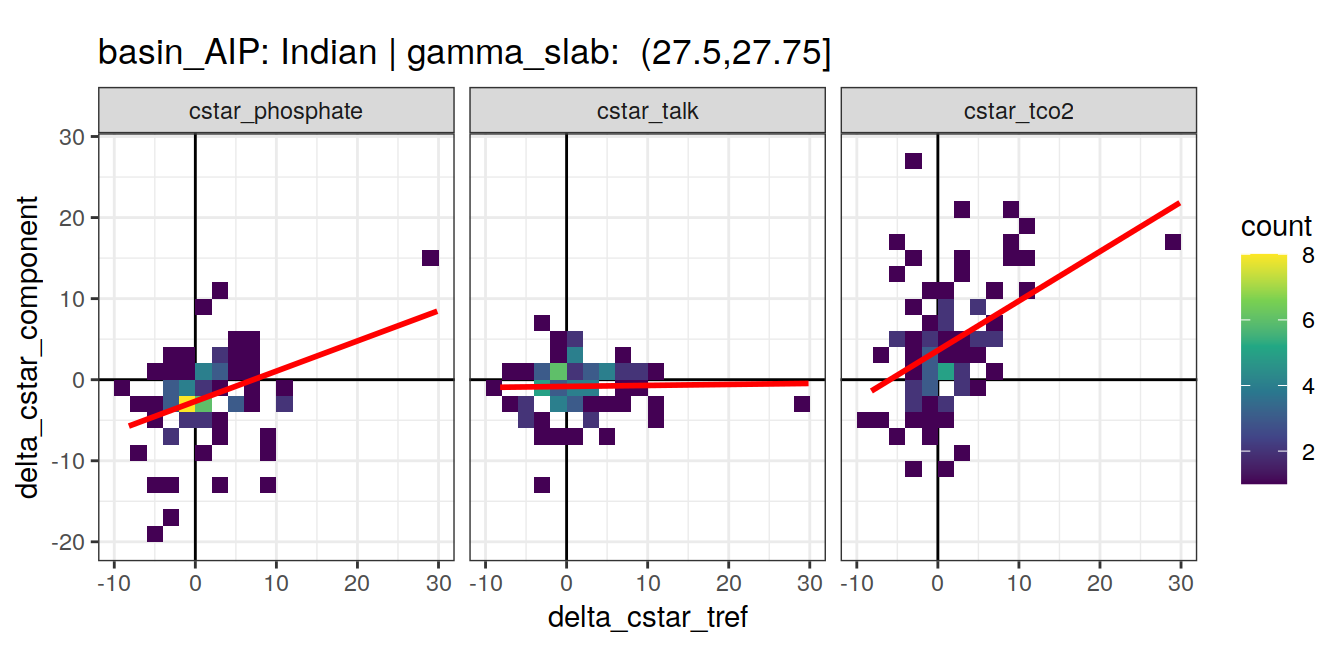 basin_AIP: Indian | gamma_slab:  (27.5,27.75]
cstar_phosphate
cstar_talk
cstar_tco2
30
20
10
0
-10
-20
delta_cstar_component
-10 0 10 20 30
-10 0 10 20 30
-10 0 10 20 30
delta_cstar_tref
count
8
6
4
2